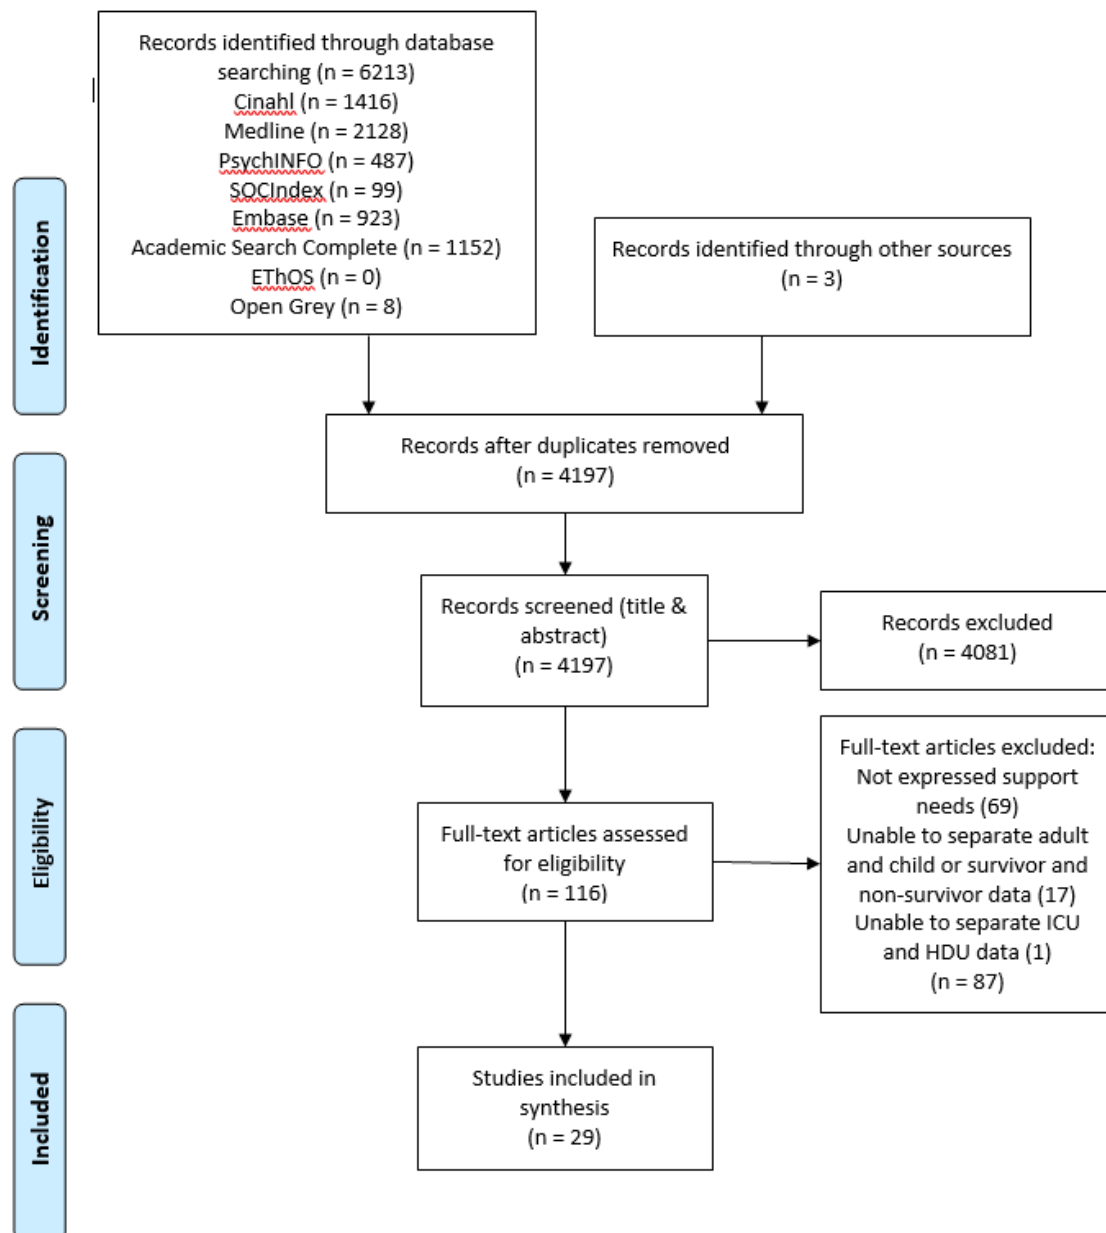 Records identified through database
searching (n = 6213)
Cinahl (n = 1416)
Medline (n = 2128)
PsychINFO (n = 487)
SOCIndex (n = 99)
Embase (n = 923)
Academic Search Complete (n = 1152)
EThOS (n = 0)
Open Grey (n = 8)
Records identified through other sources
(n = 3)
Identification
Records after duplicates removed
(n = 4197)
Screening
Records screened (title &
abstract)
(n = 4197)
Records excluded
(n = 4081)
Eligibility
Full-text articles assessed
for eligibility
(n = 116)
Full-text articles excluded:
Not expressed support
needs (69)
Unable to separate adult
and child or survivor and
non-survivor data (17)
Unable to separate ICU
and HDU data (1)
(n = 87)
Included
Studies included in
synthesis
(n = 29)